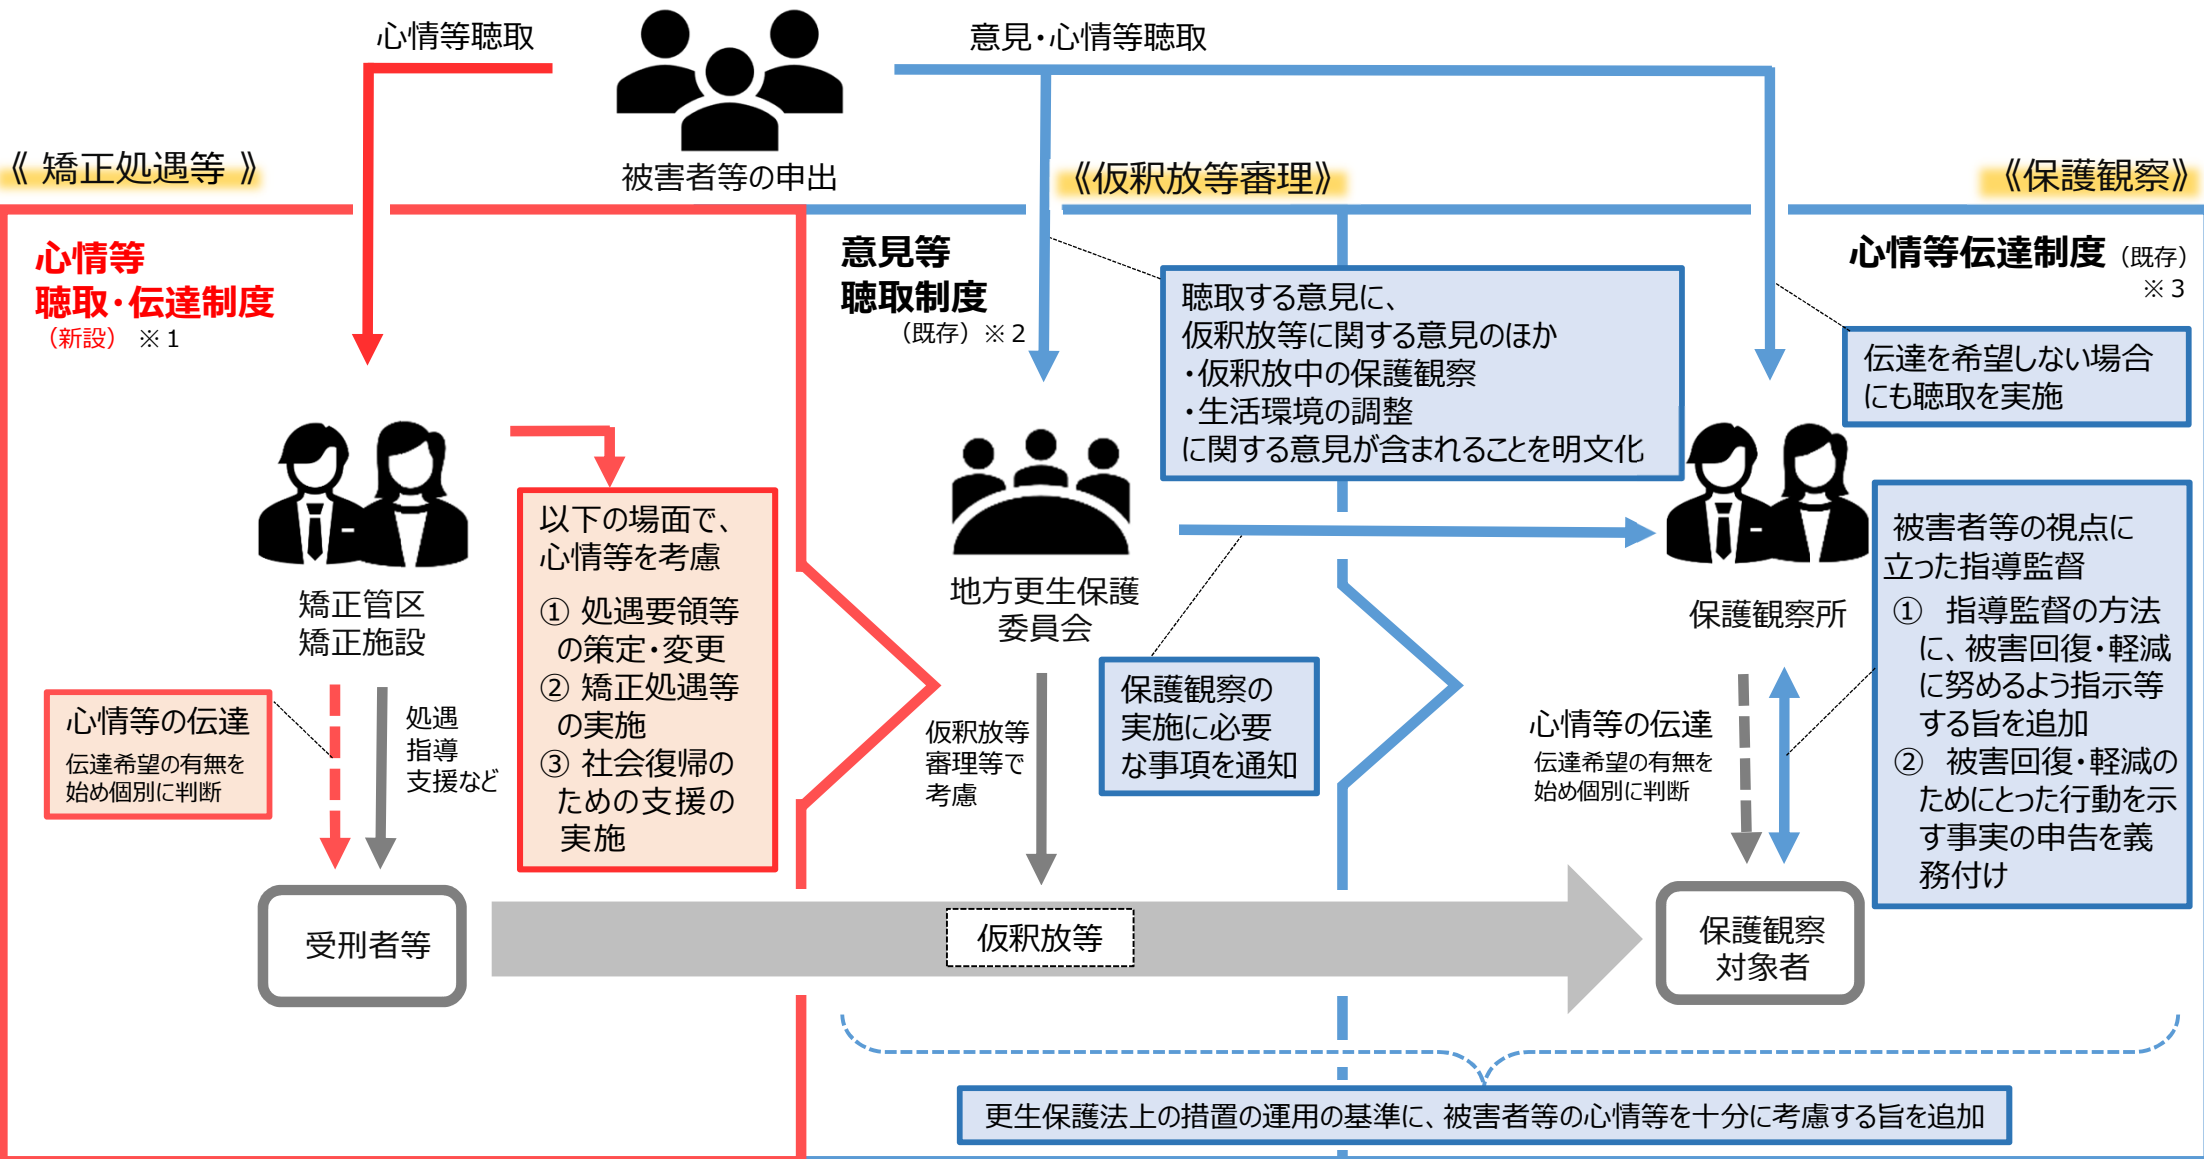 心情等聴取
意見・心情等聴取
被害者等の申出
《 矯正処遇等 》
《仮釈放等審理》
《保護観察》
心情等
聴取・伝達制度
（新設） ※１
矯正管区
矯正施設
心情等の伝達
伝達希望の有無を
始め個別に判断
処遇
指導
支援など
以下の場面で、
心情等を考慮
① 処遇要領等
の策定・変更
② 矯正処遇等
の実施
③ 社会復帰の
ための支援の
実施
受刑者等
意見等
聴取制度
（既存）※２
聴取する意見に、
仮釈放等に関する意見のほか
・仮釈放中の保護観察
・生活環境の調整
に関する意見が含まれることを明文化
地方更生保護
委員会
仮釈放等
審理等で
考慮
保護観察の
実施に必要
な事項を通知
仮釈放等
心情等伝達制度（既存）
※３
伝達を希望しない場合
にも聴取を実施
保護観察所
心情等の伝達
伝達希望の有無を
始め個別に判断
被害者等の視点に
立った指導監督
① 指導監督の方法
に、被害回復・軽減
に努めるよう指示等
する旨を追加
② 被害回復・軽減の
ためにとった行動を示
す事実の申告を義
務付け
保護観察
対象者
更生保護法上の措置の運用の基準に、被害者等の心情等を十分に考慮する旨を追加